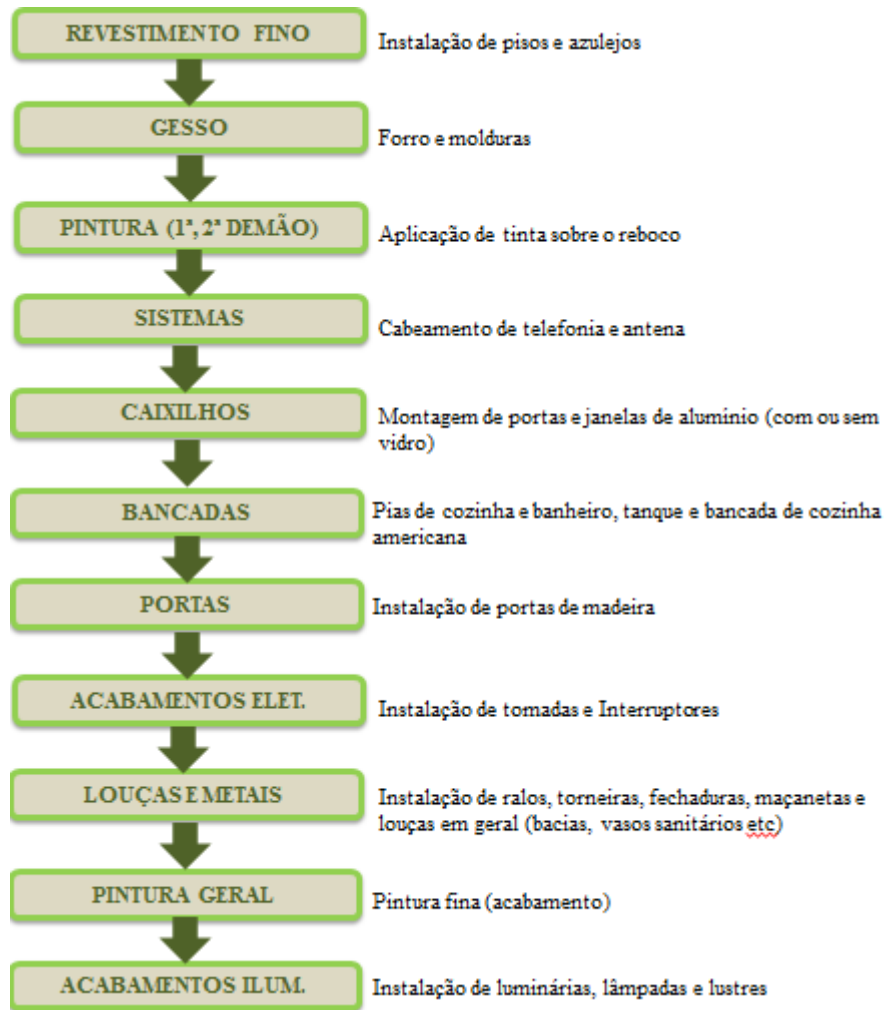 REVESTIMENTO FINO
Instalação de pisos e azulejos
GESSO
Forro e molduras
PINTURA (1ª, 2ª DEMÃO)
Aplicação de tinta sobre o reboco
SISTEMAS
Cabeamento de telefonia e antena
CAIXILHOS
Montagem de portas e janelas de alumínio (com ou sem
vidro)
BANCADAS
Pias de cozinha e banheiro, tanque e bancada de cozinha
americana
PORTAS
Instalação de portas de madeira
ACABAMENTOS ELET.
Instalação de tomadas e Interruptores
LOUÇAS E METAIS
Instalação de ralos, torneiras, fechaduras, maçanetas e
louças em geral (bacias, vasos sanitários etc)
PINTURA GERAL
Pintura fina (acabamento)
ACABAMENTOS ILUM.
Instalação de luminárias, lâmpadas e lustres